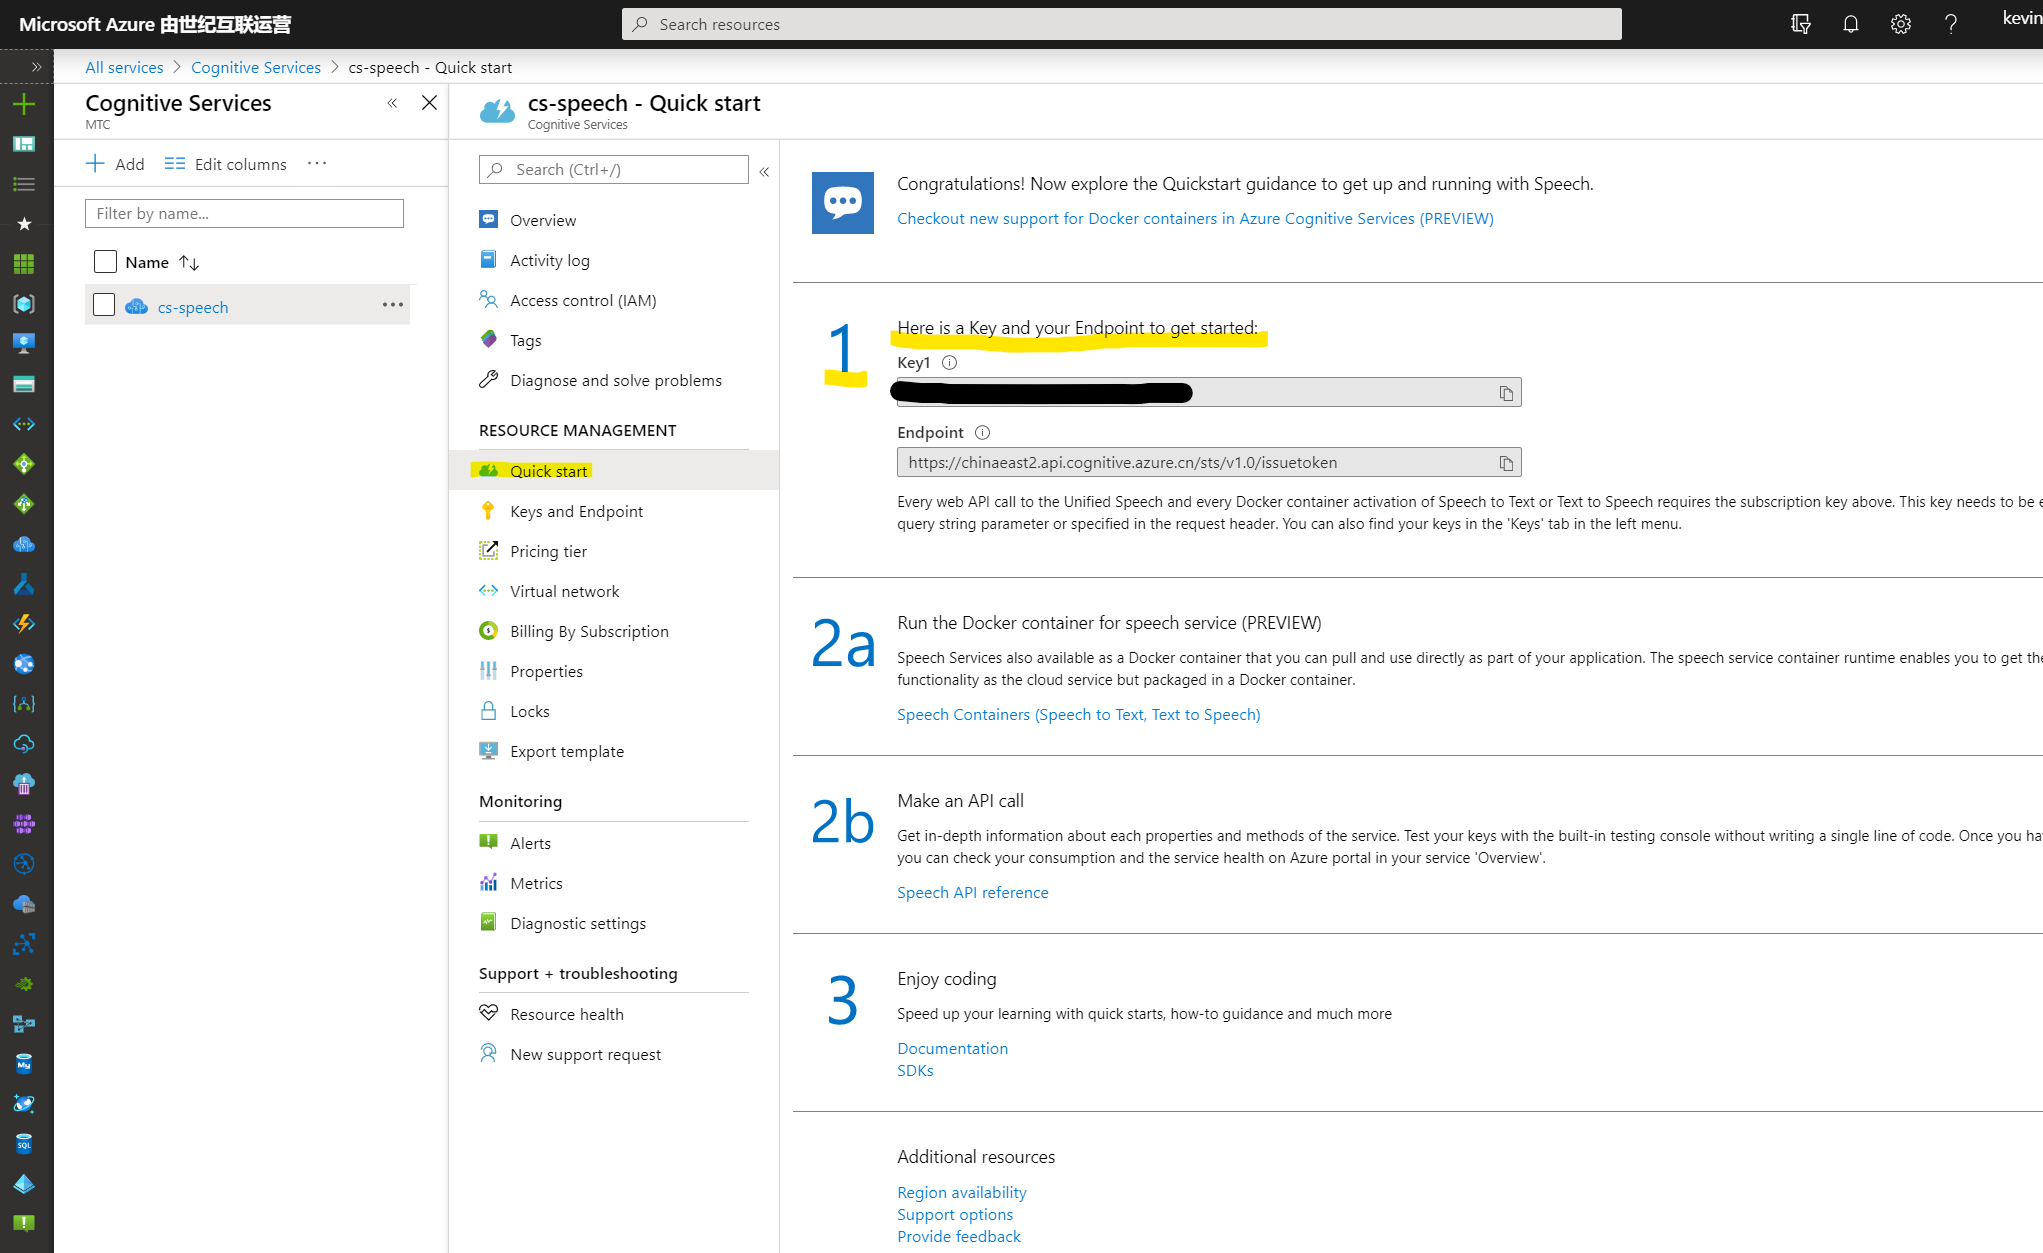 Microsoft Azure 由世纪互联运营
Search resources
kevin
All services > Cognitive Services > cs-speech - Quick start
Cognitive Services
MTC
Add
Edit columns
Filter by name...
Name
cs-speech
cs-speech - Quick start
Cognitive Services
Search (Ctrl+/)
Overview
Activity log
Access control (IAM)
Tags
Diagnose and solve problems
RESOURCE MANAGEMENT
Quick start
Keys and Endpoint
Pricing tier
Virtual network
Billing By Subscription
Properties
Locks
Export template
Monitoring
Alerts
Metrics
Diagnostic settings
Support + troubleshooting
Resource health
New support request
Congratulations! Now explore the Quickstart guidance to get up and running with Speech.
Checkout new support for Docker containers in Azure Cognitive Services (PREVIEW)
1
Here is a Key and your Endpoint to get started:
Key1
Endpoint
https://chinaeast2.api.cognitive.azure.cn/sts/v1.0/issuetoken
Every web API call to the Unified Speech and every Docker container activation of Speech to Text or Text to Speech requires the subscription key above. This key needs to be
query string parameter or specified in the request header. You can also find your keys in the 'Keys' tab in the left menu.
2a
Run the Docker container for speech service (PREVIEW)
Speech Services also available as a Docker container that you can pull and use directly as part of your application. The speech service container runtime enables you to get the
functionality as the cloud service but packaged in a Docker container.
Speech Containers (Speech to Text, Text to Speech)
2b
Make an API call
Get in-depth information about each properties and methods of the service. Test your keys with the built-in testing console without writing a single line of code. Once you ha
you can check your consumption and the service health on Azure portal in your service 'Overview'.
Speech API reference
3
Enjoy coding
Speed up your learning with quick starts, how-to guidance and much more
Documentation
SDKs
Additional resources
Region availability
Support options
Provide feedback